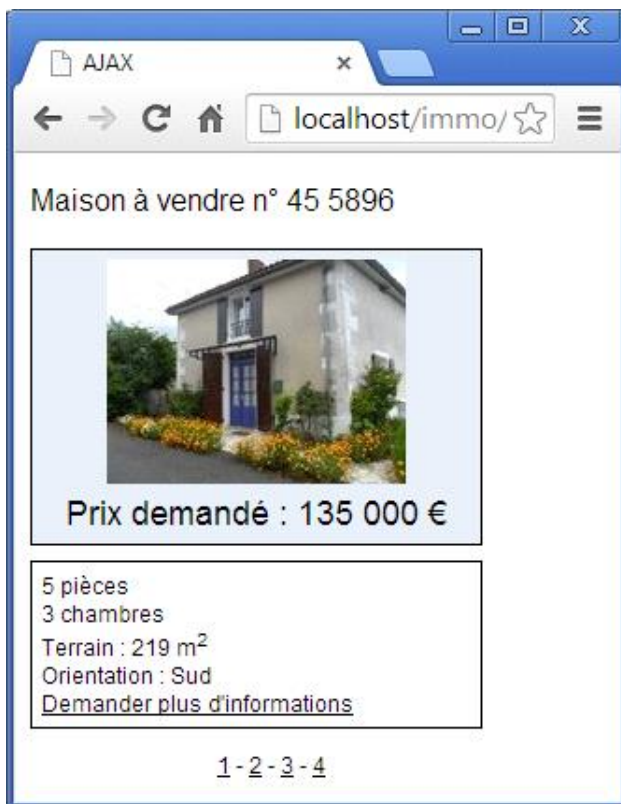 AJAX
localhost/immo/
Maison à vendre n° 45 5896
Prix demandé : 135 000 €
5 pièces
3 chambres
Terrain : 219 m²
Orientation : Sud
Demander plus d'informations
1 - 2 - 3 - 4